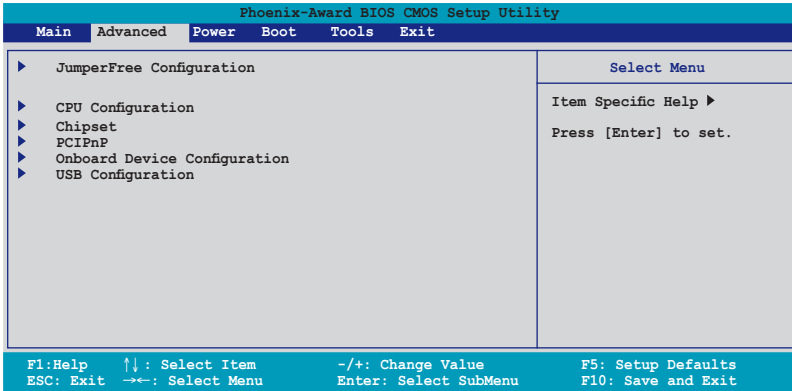 Phoenix-Award BIOS CMOS Setup Utility
Main Advanced Power Boot Tools Exit
JumperFree Configuration
CPU Configuration
Chipset
PCIPnP
Onboard Device Configuration
USB Configuration
Select Menu
Item Specific Help ▶
Press [Enter] to set.
F1:Help ↑↓: Select Item -/+: Change Value F5: Setup Defaults
ESC: Exit →←: Select Menu Enter: Select SubMenu F10: Save and Exit